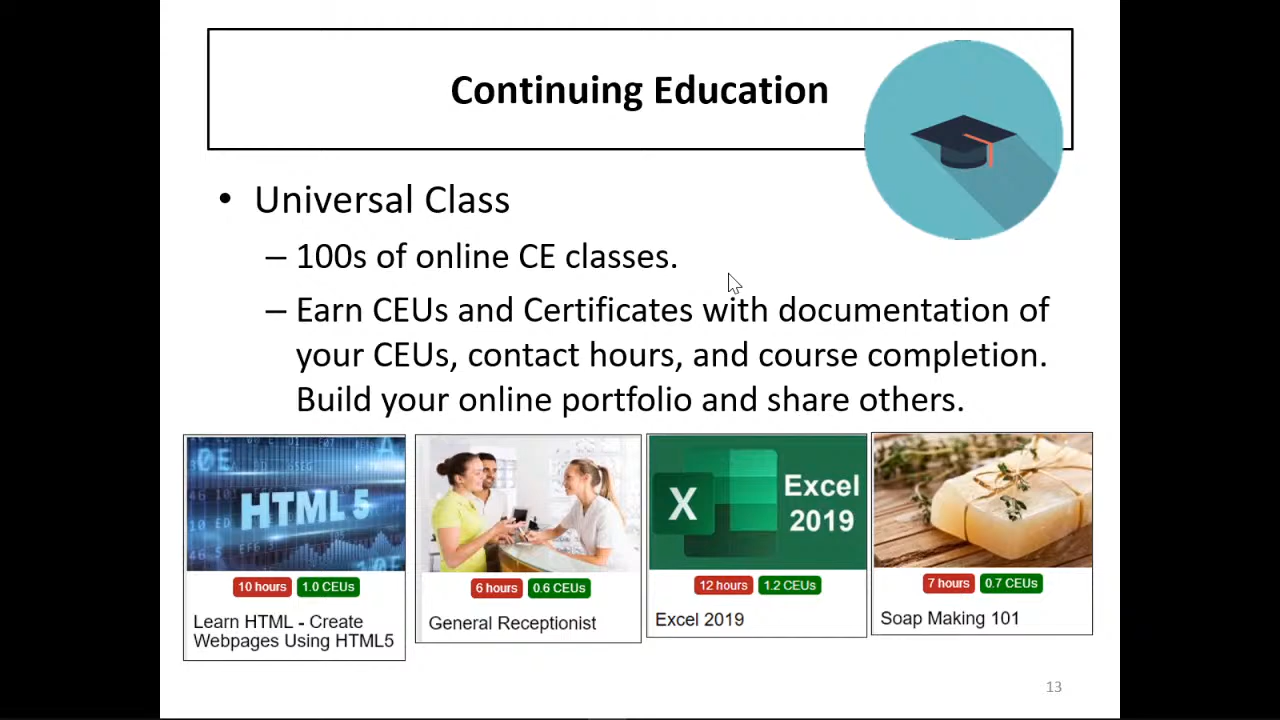 Continuing Education
• Universal Class
– 100s of online CE classes.
– Earn CEUs and Certificates with documentation of
your CEUs, contact hours, and course completion.
Build your online portfolio and share others.
HTML 5
10 hours 1.0 CEUs
Learn HTML - Create
Webpages Using HTML5
6 hours 0.6 CEUs
General Receptionist
X
Excel
2019
12 hours 1.2 CEUs
Excel 2019
7 hours 0.7 CEUs
Soap Making 101
13